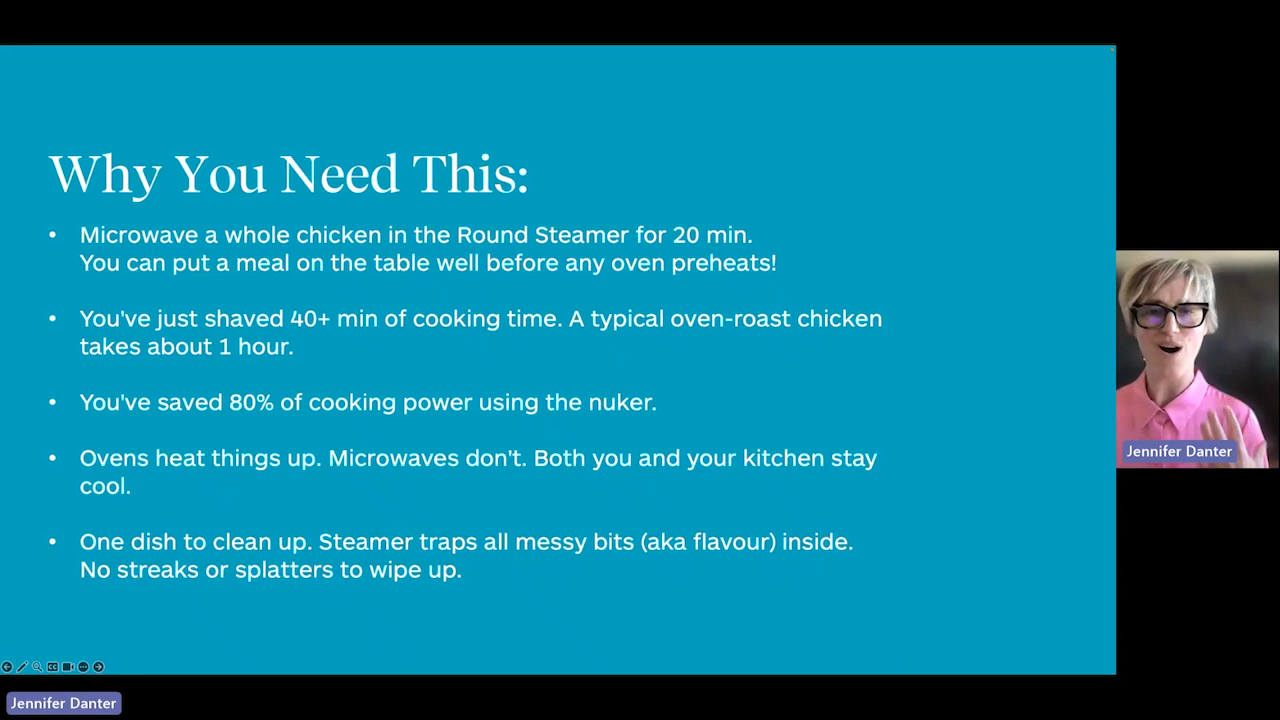 Why You Need This:
• Microwave a whole chicken in the Round Steamer for 20 min.
You can put a meal on the table well before any oven preheats!
• You've just shaved 40+ min of cooking time. A typical oven-roast chicken
takes about 1 hour.
• You've saved 80% of cooking power using the nuker.
• Ovens heat things up. Microwaves don't. Both you and your kitchen stay
cool.
• One dish to clean up. Steamer traps all messy bits (aka flavour) inside.
No streaks or splatters to wipe up.
Jennifer Danter
Jennifer Danter